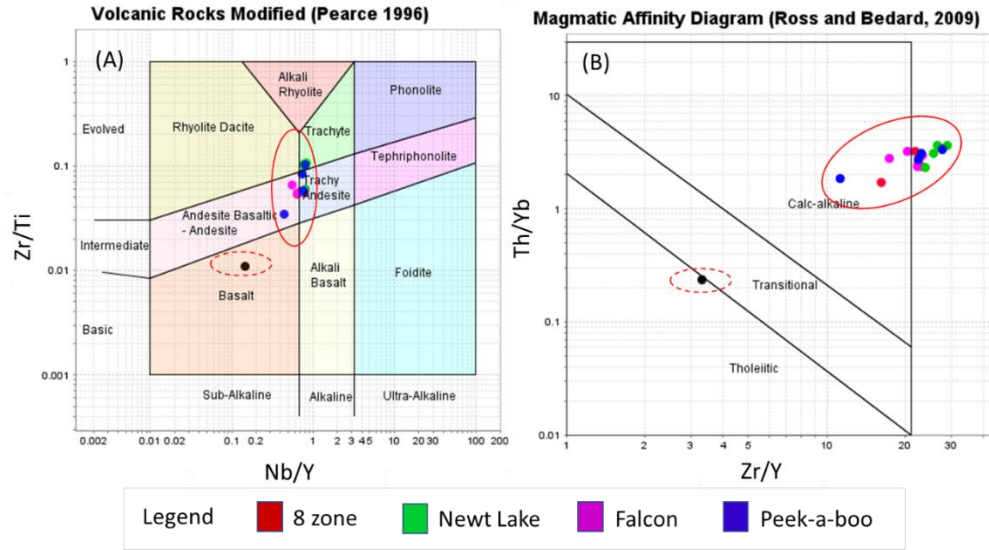 Volcanic Rocks Modified (Pearce 1996)
(A)
Zr/Ti
1
0.1
0.01
0.001
Evolved
Intermediate
Basic
Alkali
Rhyolite
Phonolite
Rhyolite Dacite
Trachyte
Tephriphonolite
Trachy
Andesite
Andesite Basaltic
- Andesite
Basalt
Alkali
Basalt
Foidite
Sub-Alkaline
Alkaline
Ultra-Alkaline
0.002
0.01
0.02
0.1
0.2
1
2
3
4
5
10
20
30
100
200
Nb/Y
Magmatic Affinity Diagram (Ross and Bedard, 2009)
(B)
Th/Yb
10
1
0.1
0.01
Calc-alkaline
Transitional
Tholeiitic
1
2
3
4
5
10
20
30
Zr/Y
Legend
8 zone
Newt Lake
Falcon
Peek-a-boo